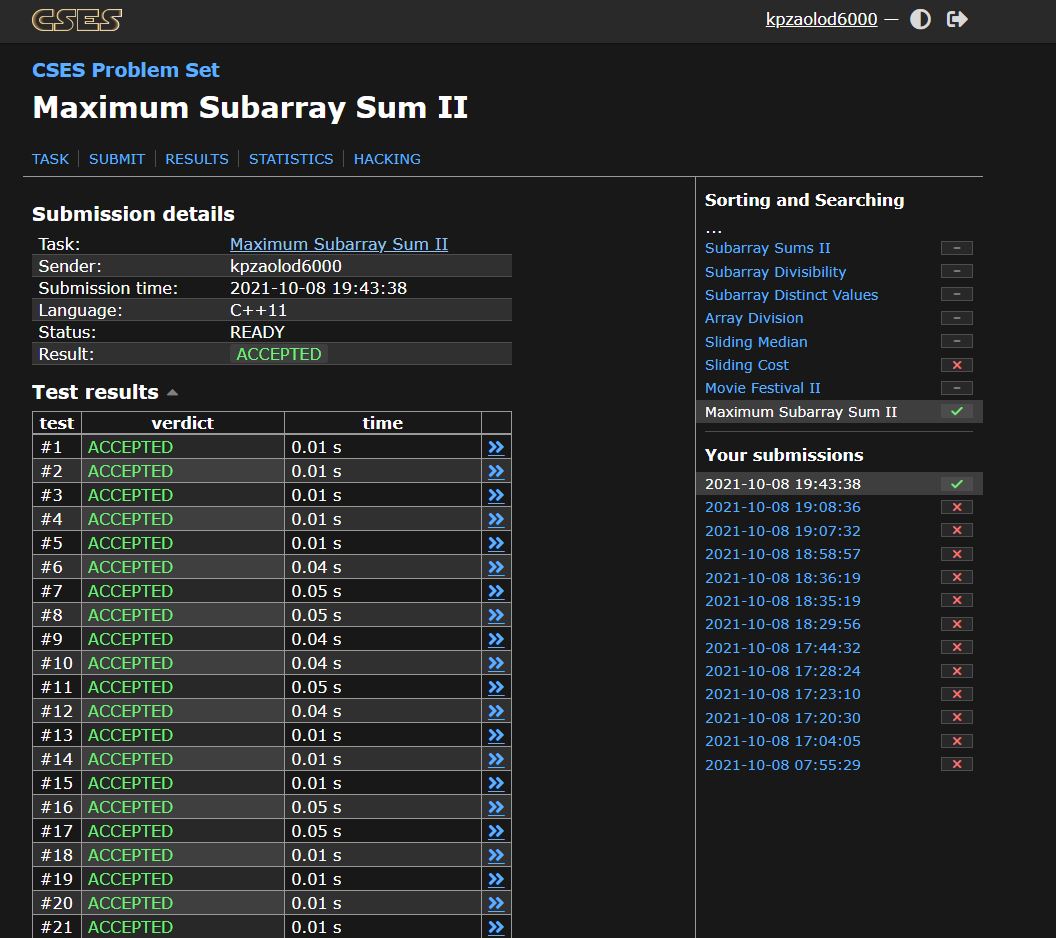 CSES
kpzaolod6000 —
CSES Problem Set
Maximum Subarray Sum II
TASK SUBMIT RESULTS STATISTICS HACKING
Submission details
Task: Maximum Subarray Sum II
Sender: kpzaolod6000
Submission time: 2021-10-08 19:43:38
Language: C++11
Status: READY
Result: ACCEPTED
Test results
test verdict time
#1 ACCEPTED 0.01 s
#2 ACCEPTED 0.01 s
#3 ACCEPTED 0.01 s
#4 ACCEPTED 0.01 s
#5 ACCEPTED 0.01 s
#6 ACCEPTED 0.04 s
#7 ACCEPTED 0.05 s
#8 ACCEPTED 0.05 s
#9 ACCEPTED 0.04 s
#10 ACCEPTED 0.04 s
#11 ACCEPTED 0.05 s
#12 ACCEPTED 0.04 s
#13 ACCEPTED 0.01 s
#14 ACCEPTED 0.01 s
#15 ACCEPTED 0.01 s
#16 ACCEPTED 0.05 s
#17 ACCEPTED 0.05 s
#18 ACCEPTED 0.01 s
#19 ACCEPTED 0.01 s
#20 ACCEPTED 0.01 s
#21 ACCEPTED 0.01 s
Sorting and Searching
...
Subarray Sums II
Subarray Divisibility
Subarray Distinct Values
Array Division
Sliding Median
Sliding Cost
Movie Festival II
Maximum Subarray Sum II
Your submissions
2021-10-08 19:43:38
2021-10-08 19:08:36
2021-10-08 19:07:32
2021-10-08 18:58:57
2021-10-08 18:36:19
2021-10-08 18:35:19
2021-10-08 18:29:56
2021-10-08 17:44:32
2021-10-08 17:28:24
2021-10-08 17:23:10
2021-10-08 17:20:30
2021-10-08 17:04:05
2021-10-08 07:55:29